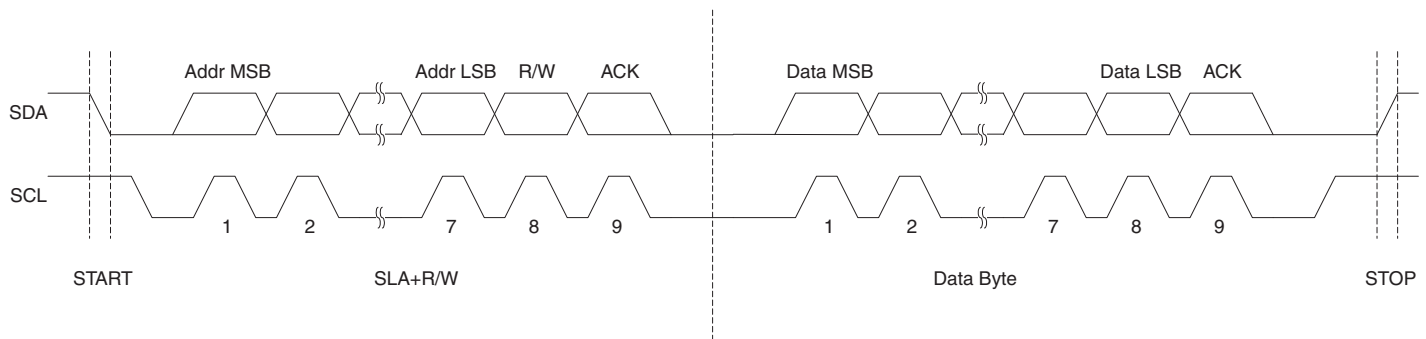 Addr MSB Addr LSB R/W ACK Data MSB Data LSB ACK
SDA
SCL
1 2 7 8 9 1 2 7 8 9
START SLA+R/W Data Byte STOP